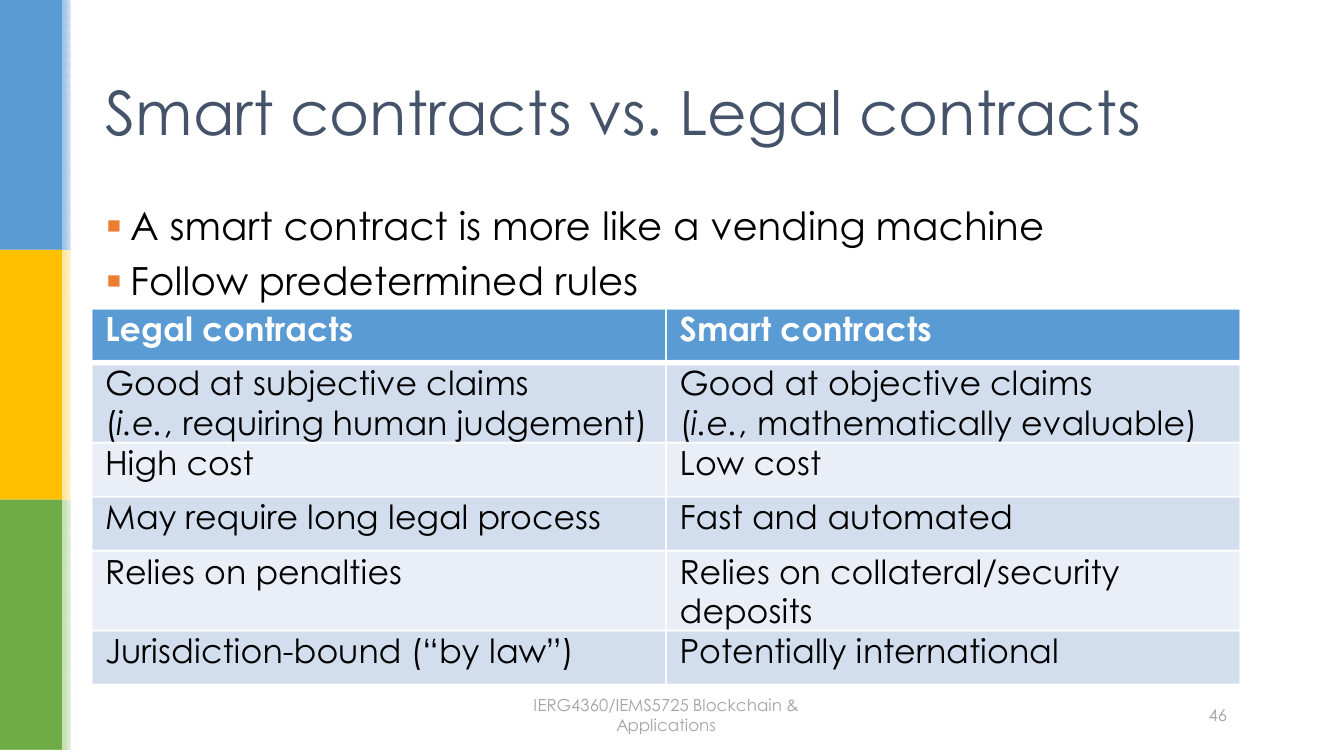 Smart contracts vs. Legal contracts
▪ A smart contract is more like a vending machine
▪ Follow predetermined rules
Legal contracts
Smart contracts
Good at subjective claims
(i.e., requiring human judgement)
Good at objective claims
(i.e., mathematically evaluable)
High cost
Low cost
May require long legal process
Fast and automated
Relies on penalties
Relies on collateral/security
deposits
Jurisdiction-bound (“by law”)
Potentially international
IERG4360/IEMS5725 Blockchain &
Applications
46